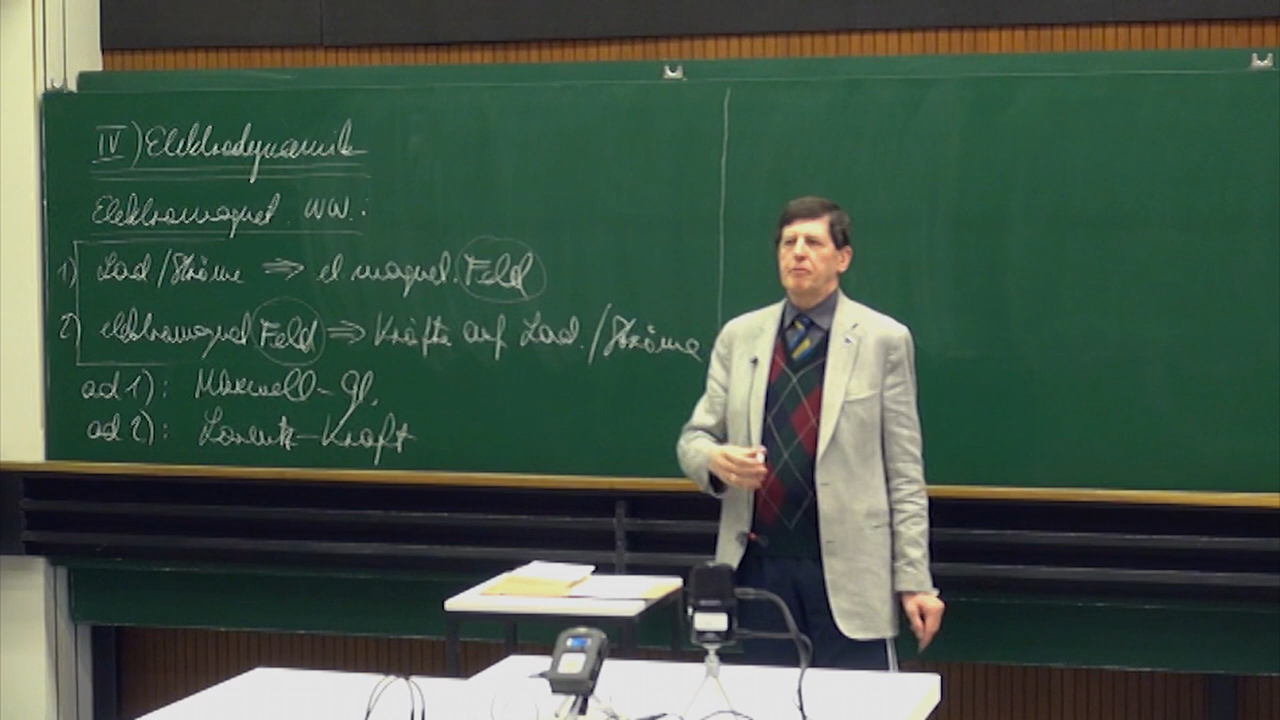 IV) Elektrodynamik
Elektromagnet. WW.:
1) Lad/Ströme ⇒ el magnet. Feld
2) elektromagnet Feld ⇒ Kräfte auf Lad./Ströme
ad 1): Maxwell-Gl.
ad 2): Lorentz-Kraft